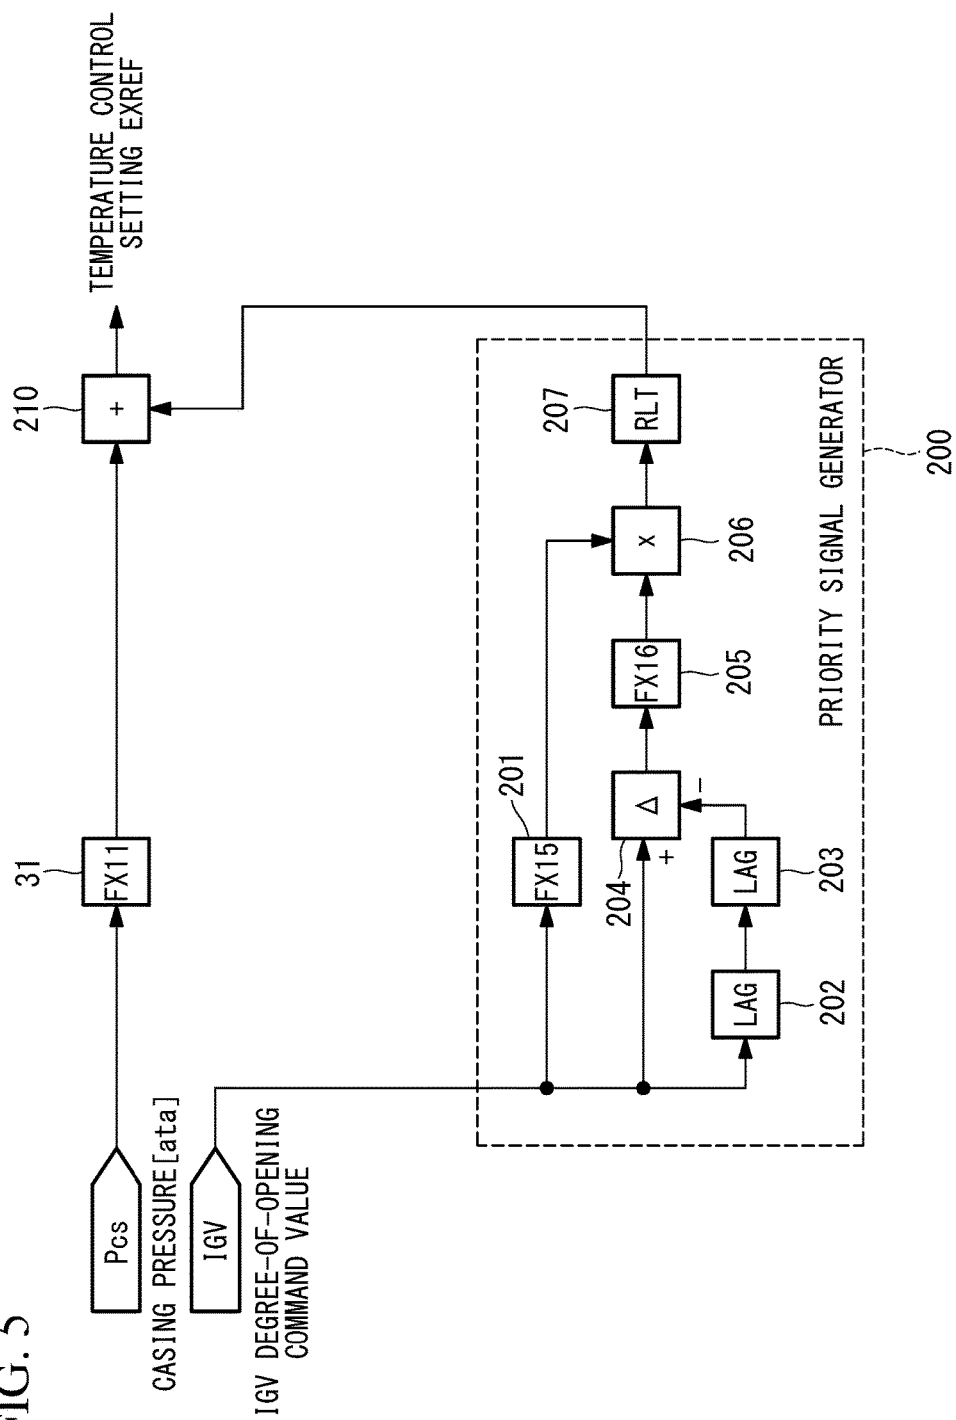 FIG. 5
Pcs
CASING PRESSURE[ata]
31
FX11
210
+
TEMPERATURE CONTROL
SETTING EXREF
IGV
IGV DEGREE-OF-OPENING
COMMAND VALUE
201
FX15
204
+
Δ
−
FX16
205
x
206
207
RLT
LAG
202
LAG
203
PRIORITY SIGNAL GENERATOR
200